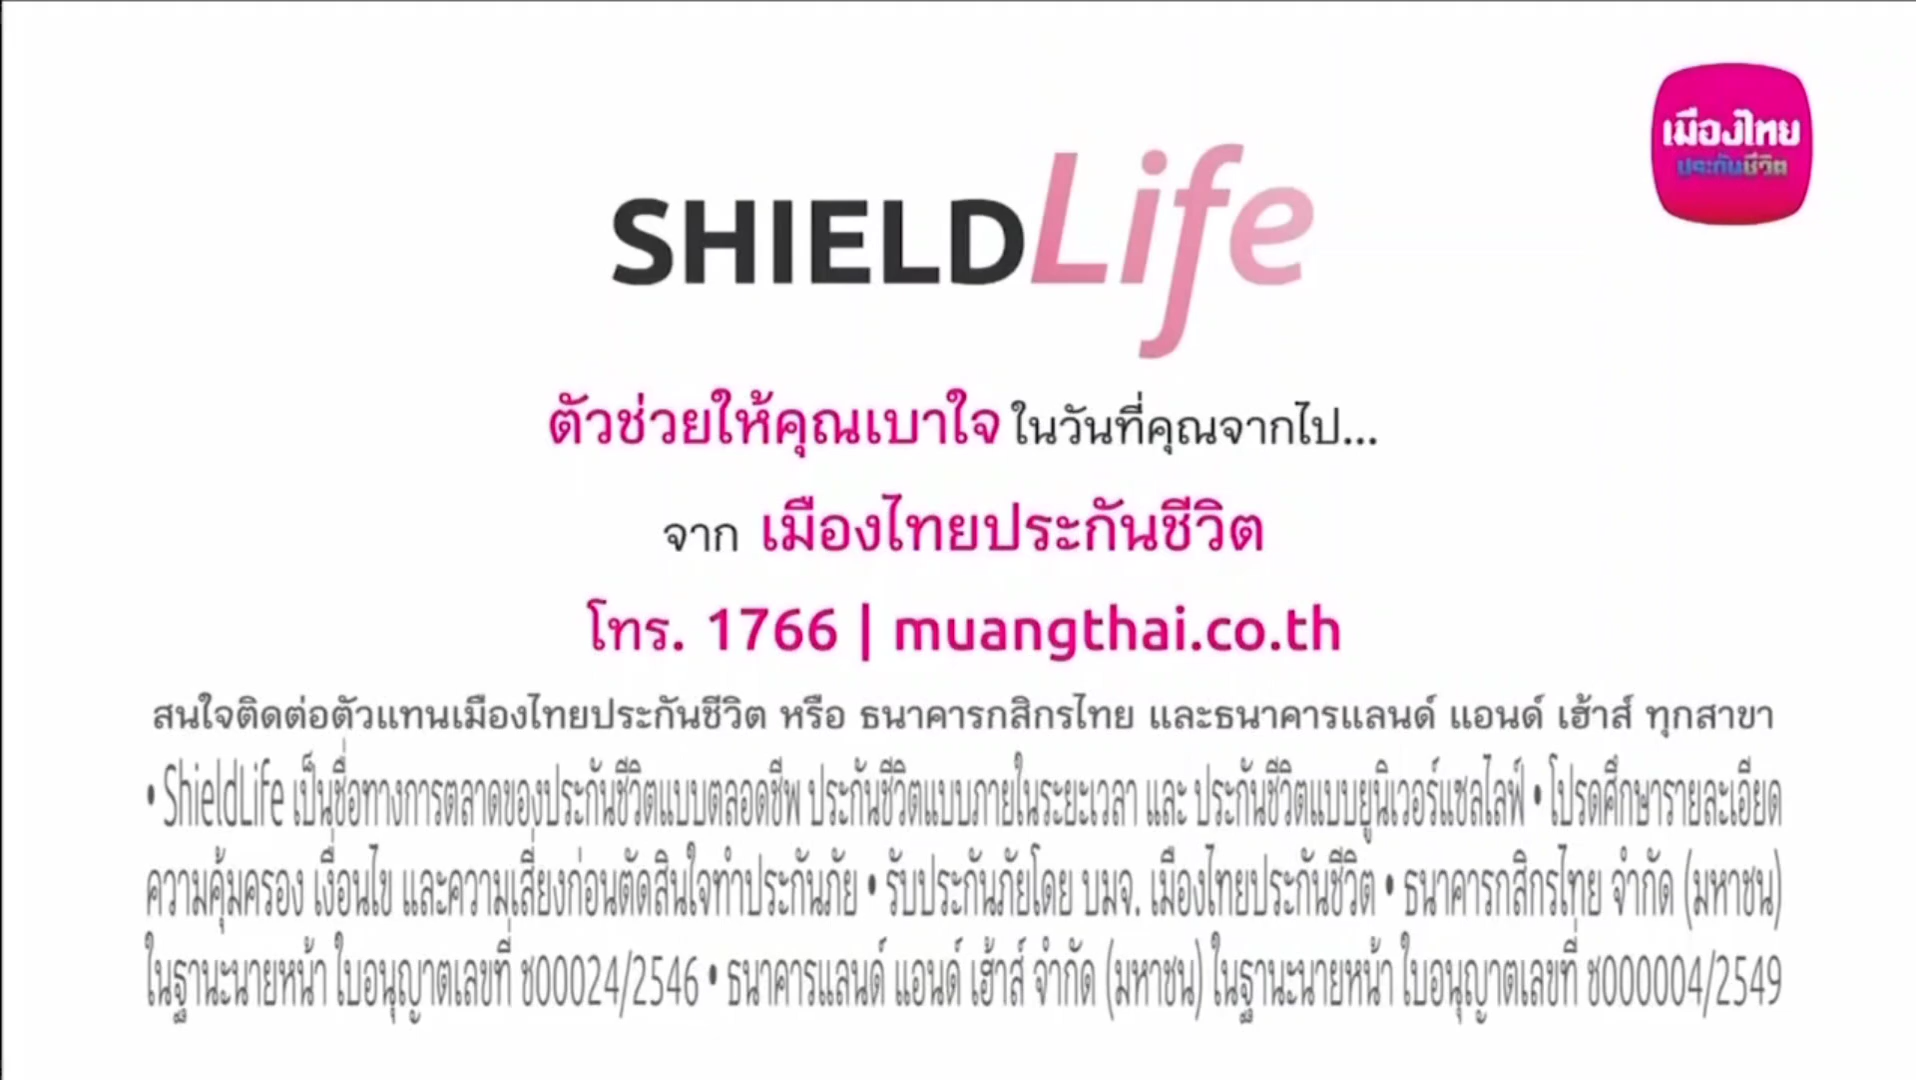 เมืองไทย
ประกันชีวิต
SHIELDLife
ตัวช่วยให้คุณเบาใจ ในวันที่คุณจากไป...
จาก เมืองไทยประกันชีวิต
โทร. 1766 | muangthai.co.th
สนใจติดต่อตัวแทนเมืองไทยประกันชีวิต หรือ ธนาคารกสิกรไทย และธนาคารแลนด์ แอนด์ เฮ้าส์ ทุกสาขา
• ShieldLife เป็นชื่อทางการตลาดของประกันชีวิตแบบตลอดชีพ ประกันชีวิตแบบภายในระยะเวลา และ ประกันชีวิตแบบยูนิเวอร์แซลไลฟ์ • โปรดศึกษารายละเอียด
ความคุ้มครอง เงื่อนไข และความเสี่ยงก่อนตัดสินใจทำประกันภัย • รับประกันภัยโดย บมจ. เมืองไทยประกันชีวิต • ธนาคารกสิกรไทย จำกัด (มหาชน)
ในฐานะนายหน้า ใบอนุญาตเลขที่ ช00024/2546 • ธนาคารแลนด์ แอนด์ เฮ้าส์ จำกัด (มหาชน) ในฐานะนายหน้า ใบอนุญาตเลขที่ ช000004/2549